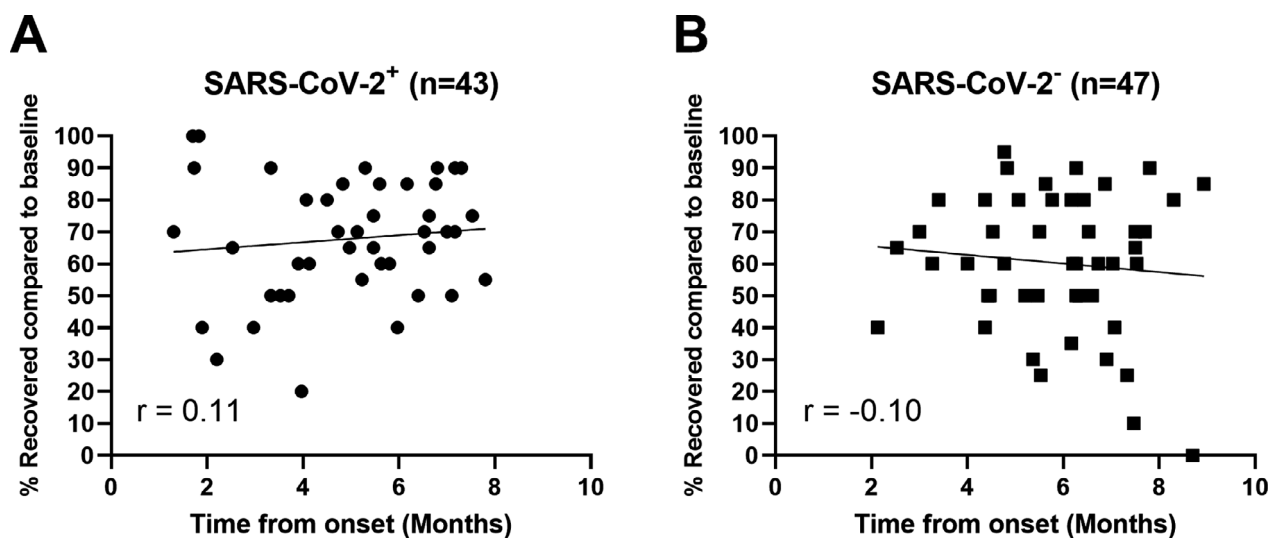 A
SARS-CoV-2⁺ (n=43)
% Recovered compared to baseline
100
90
80
70
60
50
40
30
20
10
0
r = 0.11
0 2 4 6 8 10
Time from onset (Months)
B
SARS-CoV-2⁻ (n=47)
% Recovered compared to baseline
100
90
80
70
60
50
40
30
20
10
0
r = -0.10
0 2 4 6 8 10
Time from onset (Months)